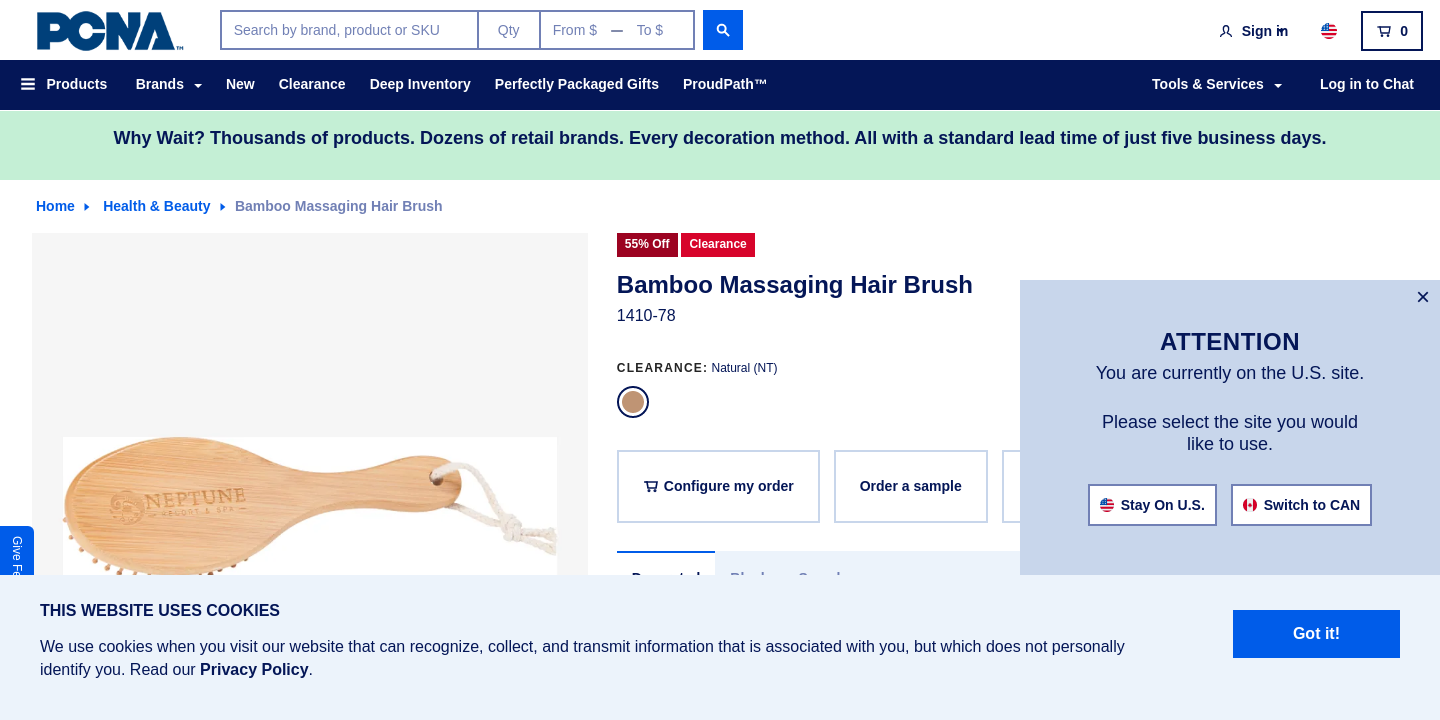 PCNA™
Search by brand, product or SKU
Qty
From $ — To $
Sign in
0
Products
Brands
New
Clearance
Deep Inventory
Perfectly Packaged Gifts
ProudPath™
Tools & Services
Log in to Chat
Why Wait? Thousands of products. Dozens of retail brands. Every decoration method. All with a standard lead time of just five business days.
Home
Health & Beauty
Bamboo Massaging Hair Brush
55% Off
Clearance
Bamboo Massaging Hair Brush
1410-78
CLEARANCE: Natural (NT)
NEPTUNE
RESORT & SPA
Configure my order
Order a sample
×
ATTENTION
You are currently on the U.S. site.
Please select the site you would
like to use.
Stay On U.S.
Switch to CAN
Give Fe
THIS WEBSITE USES COOKIES
We use cookies when you visit our website that can recognize, collect, and transmit information that is associated with you, but which does not personally
identify you. Read our Privacy Policy.
Got it!